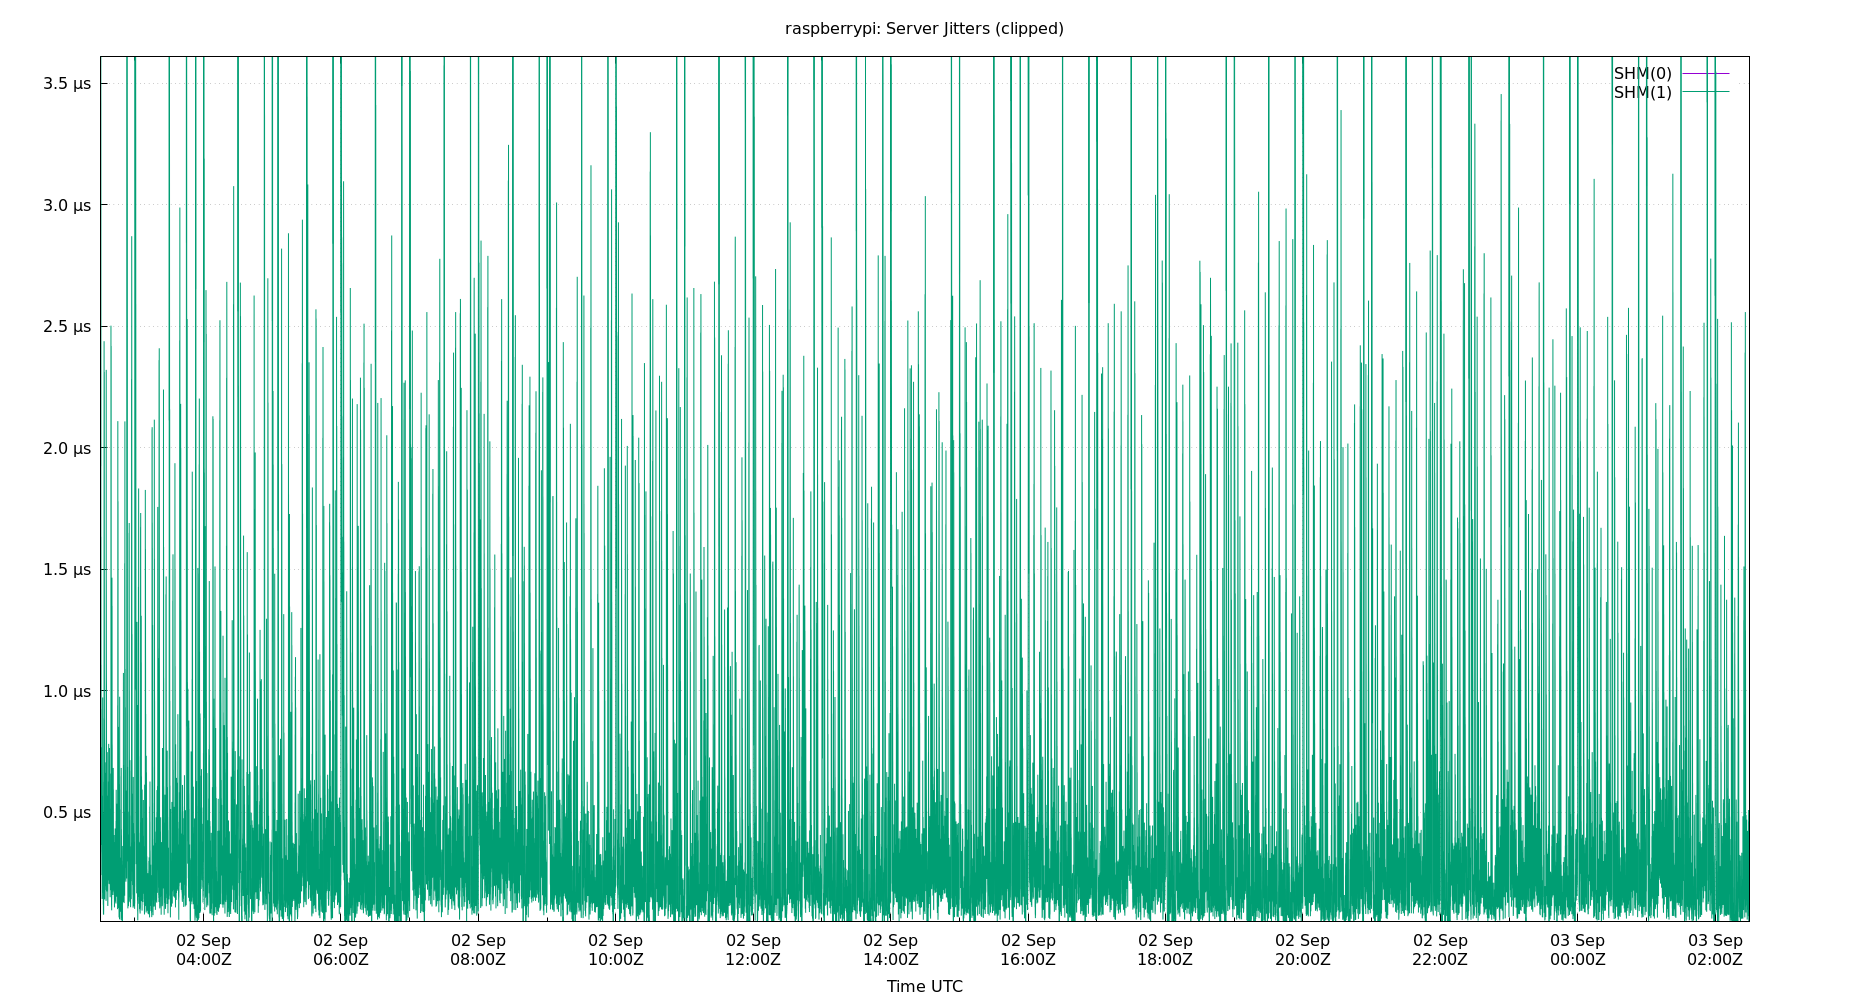 raspberrypi: Server Jitters (clipped)
3.5 µs
3.0 µs
2.5 µs
2.0 µs
1.5 µs
1.0 µs
0.5 µs
SHM(0)
SHM(1)
02 Sep 02 Sep 02 Sep 02 Sep 02 Sep 02 Sep 02 Sep 02 Sep 02 Sep 02 Sep 03 Sep 03 Sep
04:00Z 06:00Z 08:00Z 10:00Z 12:00Z 14:00Z 16:00Z 18:00Z 20:00Z 22:00Z 00:00Z 02:00Z
Time UTC